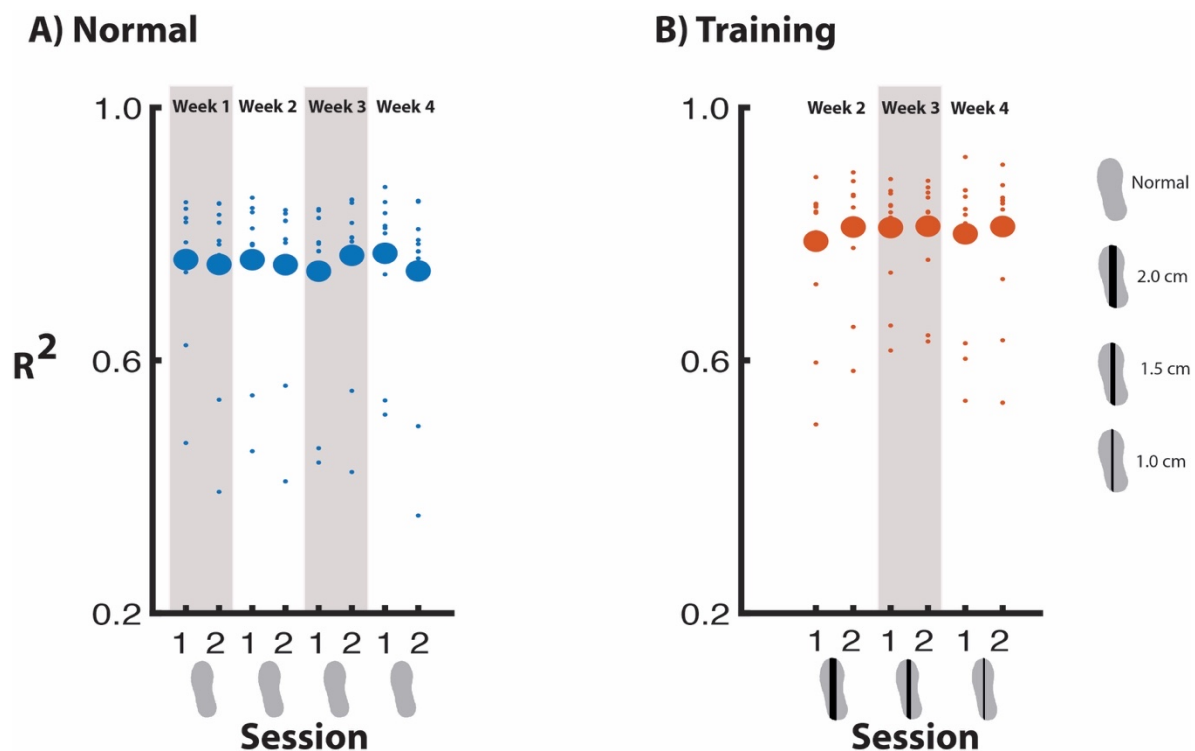 A) Normal
B) Training
Week 1 Week 2 Week 3 Week 4
1.0
0.6
0.2
R²
1 2 1 2 1 2 1 2
Session
Week 2 Week 3 Week 4
1.0
0.6
0.2
1 2 1 2 1 2
Session
Normal
2.0 cm
1.5 cm
1.0 cm